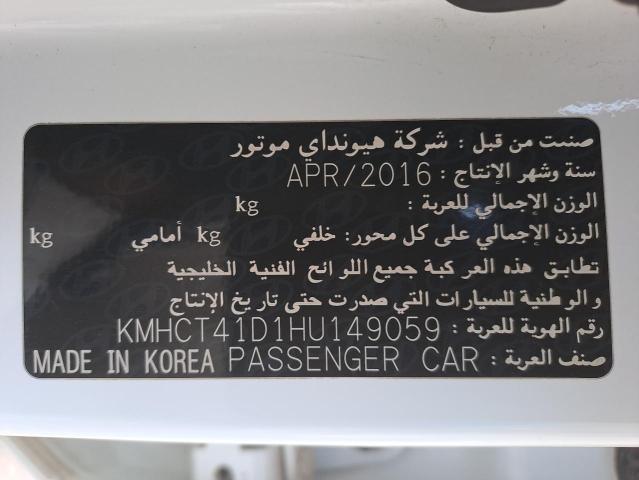 صنعت من قبل : شركة هيونداي موتور
سنة وشهر الإنتاج : APR/2016
الوزن الإجمالي للعربة : kg
الوزن الإجمالي على كل محور: خلفي kg أمامي kg
تطابق هذه العركبة جميع اللوائح الفنية الخليجية
والوطنية للسيارات التي صدرت حتى تاريخ الإنتاج
رقم الهوية للعربة : KMHCT41D1HU149059
صنف العربة : PASSENGER CAR MADE IN KOREA